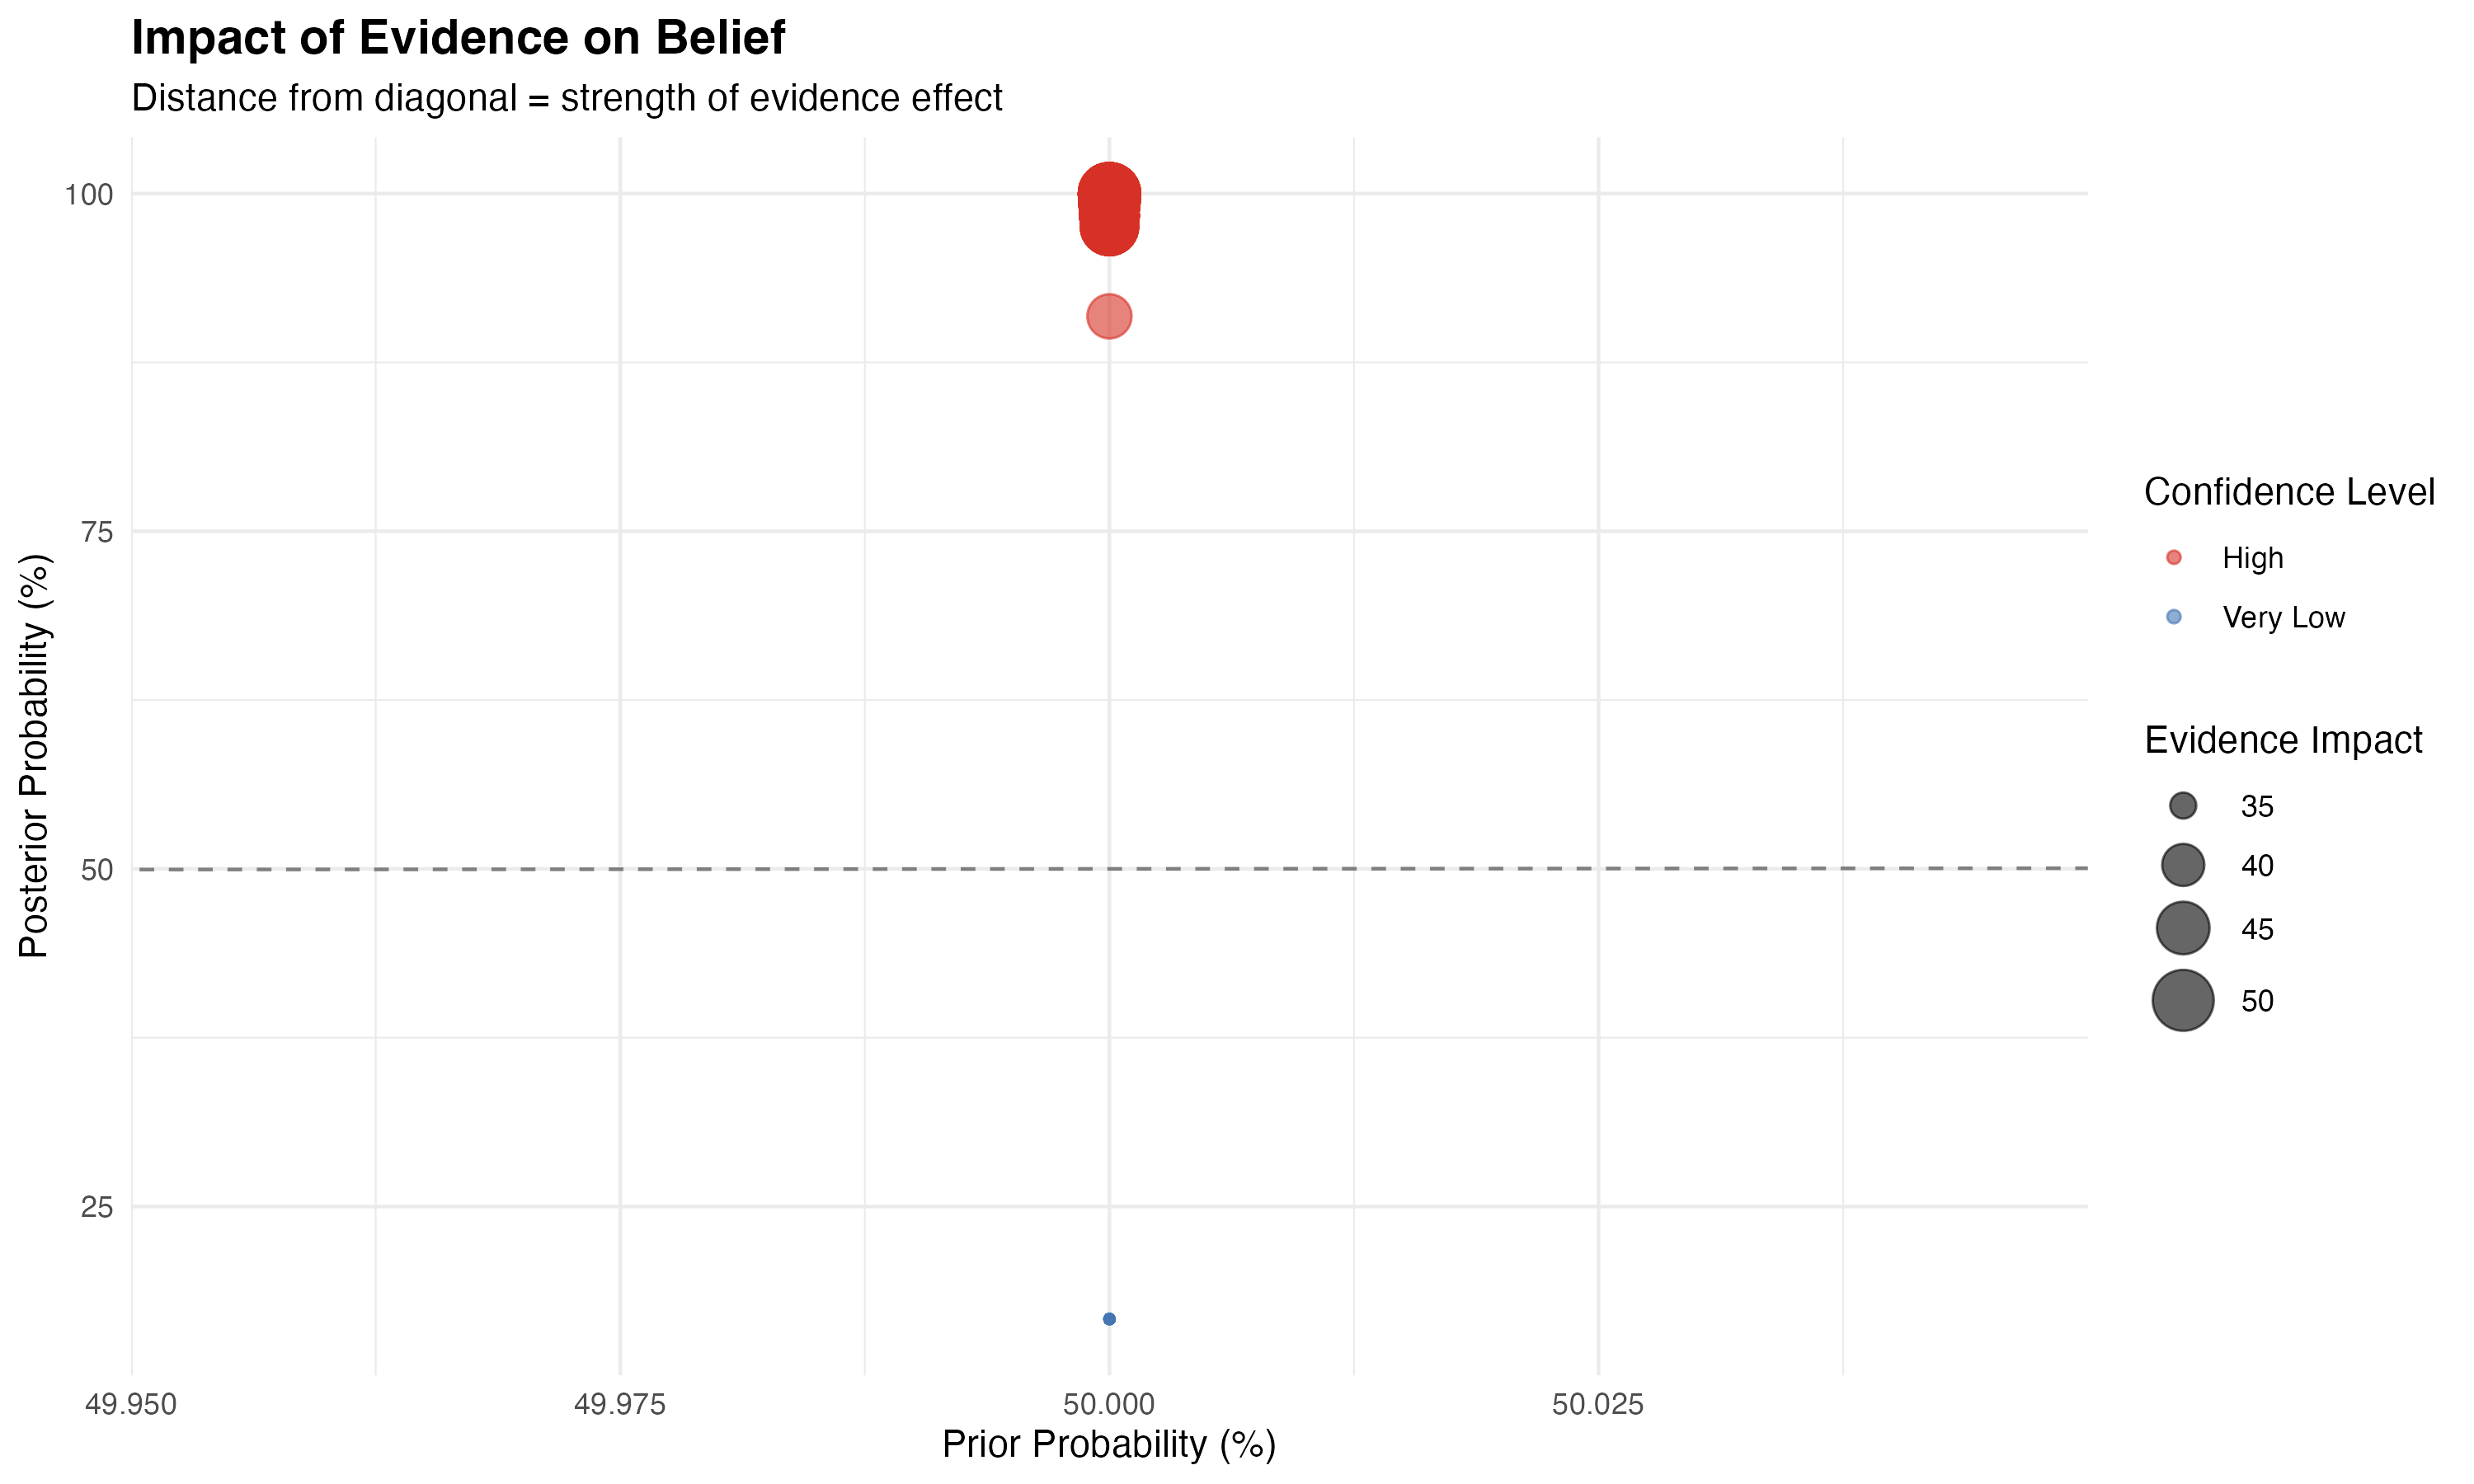 Impact of Evidence on Belief
Distance from diagonal = strength of evidence effect
Posterior Probability (%)
100
75
50
25
49.950
49.975
50.000
50.025
Prior Probability (%)
Confidence Level
High
Very Low
Evidence Impact
35
40
45
50